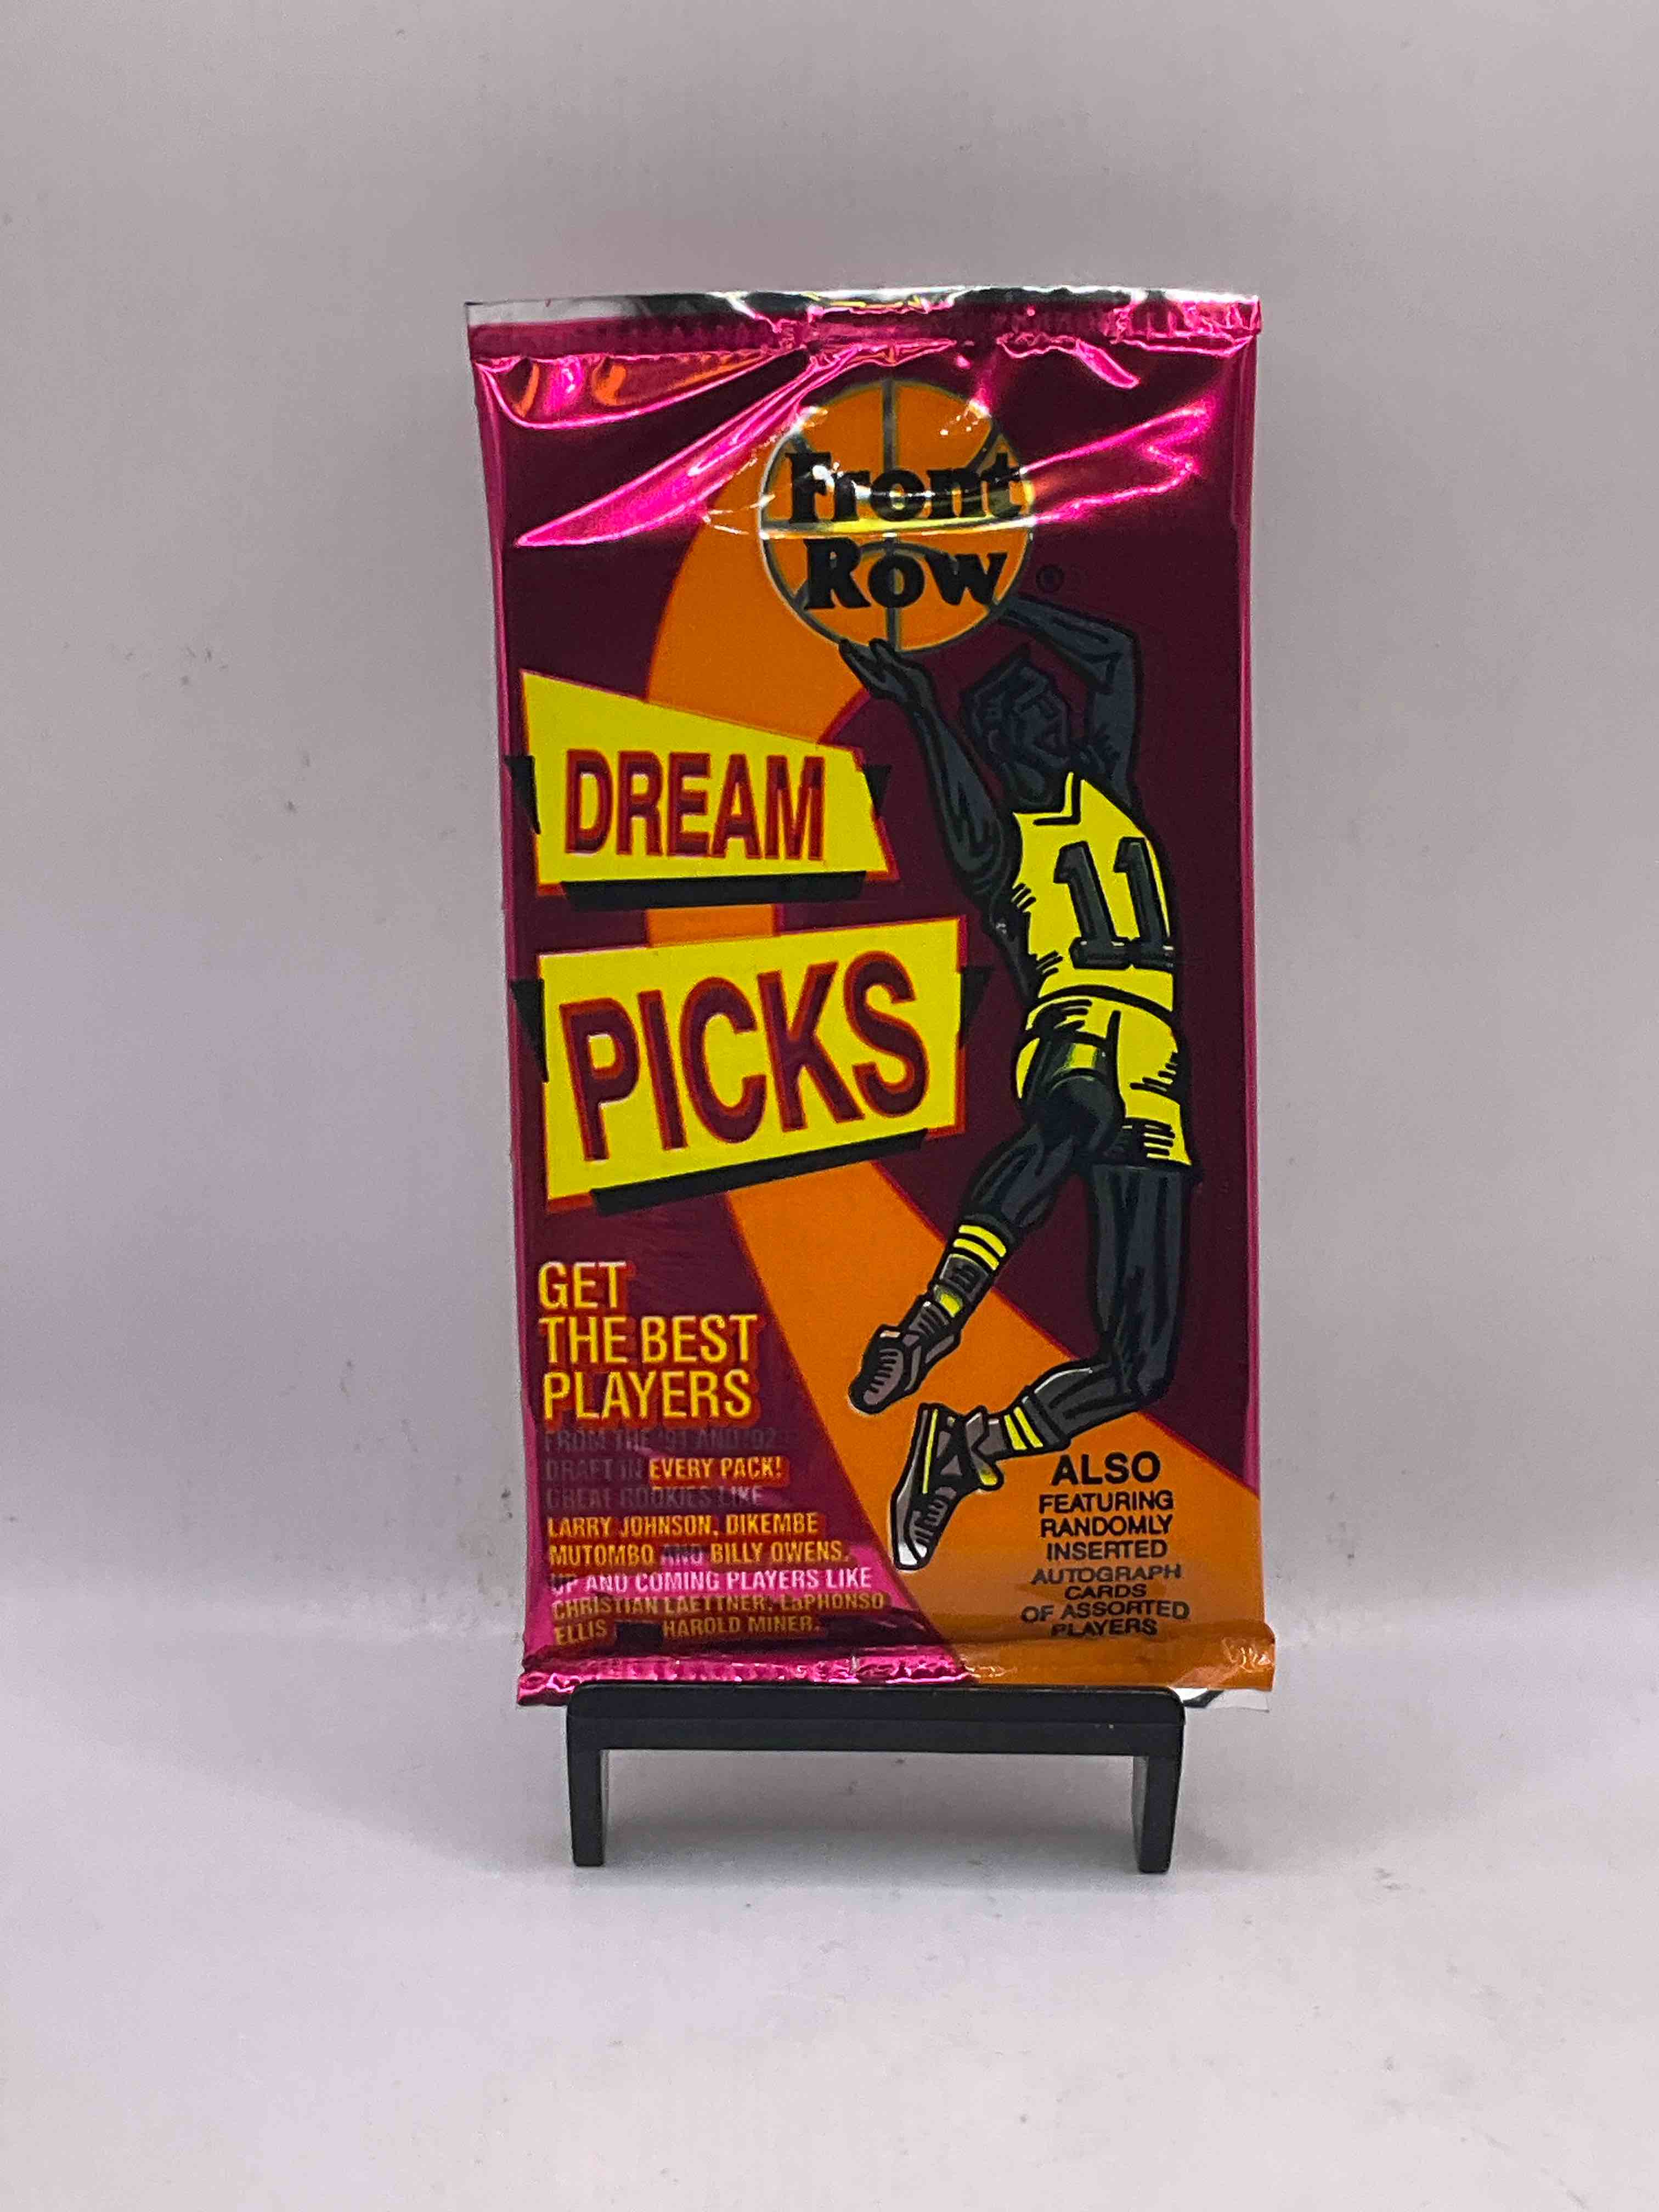 Front
Row
®
DREAM
PICKS
11
GET
THE BEST
PLAYERS
FROM THE '91 AND '92
DRAFT IN EVERY PACK!
GREAT ROOKIES LIKE
LARRY JOHNSON, DIKEMBE
MUTOMBO AND BILLY OWENS.
UP AND COMING PLAYERS LIKE
CHRISTIAN LAETTNER, LaPHONSO
ELLIS HAROLD MINER.
ALSO
FEATURING
RANDOMLY
INSERTED
AUTOGRAPH
CARDS
OF ASSORTED
PLAYERS